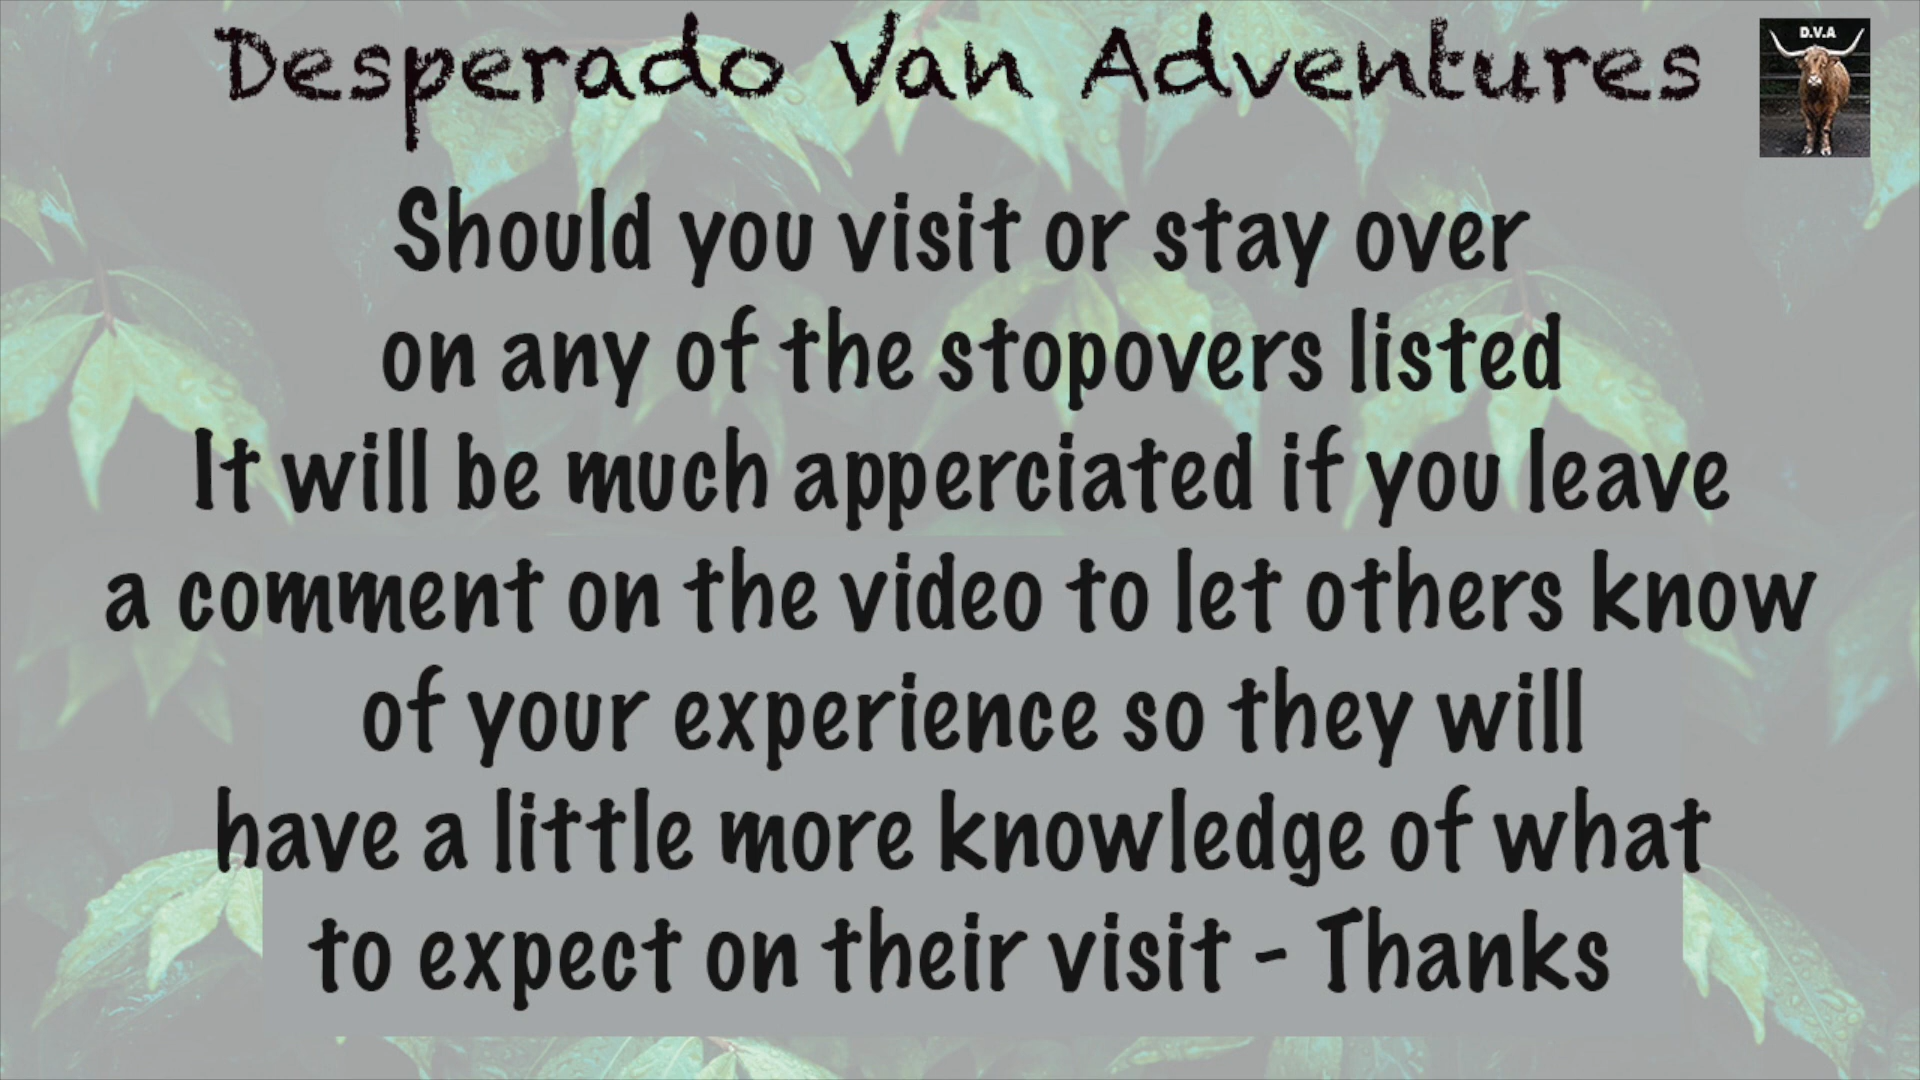 Desperado Van Adventures
D.V.A
Should you visit or stay over
on any of the stopovers listed
It will be much apperciated if you leave
a comment on the video to let others know
of your experience so they will
have a little more knowledge of what
to expect on their visit - Thanks